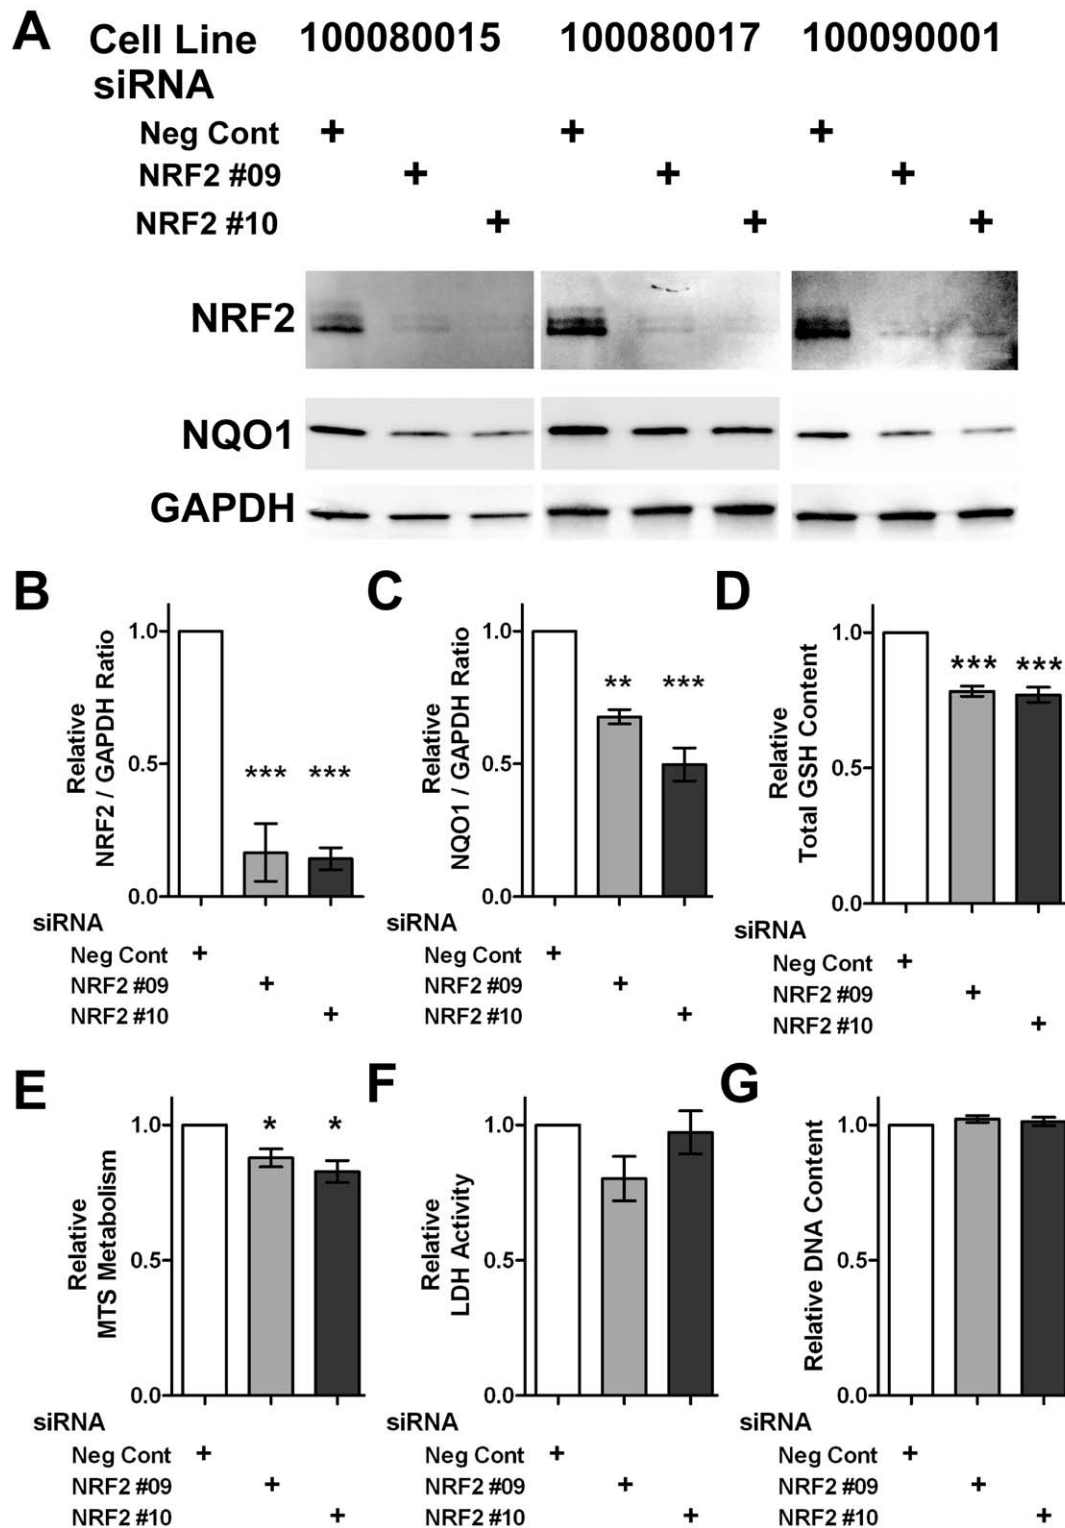 A Cell Line 100080015 100080017 100090001
siRNA
Neg Cont + + +
NRF2 #09 + + +
NRF2 #10 + + +
NRF2
NQO1
GAPDH
B
Relative
NRF2 / GAPDH Ratio
1.0
0.5
0.0
*** ***
siRNA
Neg Cont +
NRF2 #09 +
NRF2 #10 +
C
Relative
NQO1 / GAPDH Ratio
1.0
0.5
0.0
** ***
siRNA
Neg Cont +
NRF2 #09 +
NRF2 #10 +
D
Relative
Total GSH Content
1.0
0.5
0.0
*** ***
siRNA
Neg Cont +
NRF2 #09 +
NRF2 #10 +
E
Relative
MTS Metabolism
1.0
0.5
0.0
* *
siRNA
Neg Cont +
NRF2 #09 +
NRF2 #10 +
F
Relative
LDH Activity
1.0
0.5
0.0
siRNA
Neg Cont +
NRF2 #09 +
NRF2 #10 +
G
Relative DNA Content
1.0
0.5
0.0
siRNA
Neg Cont +
NRF2 #09 +
NRF2 #10 +